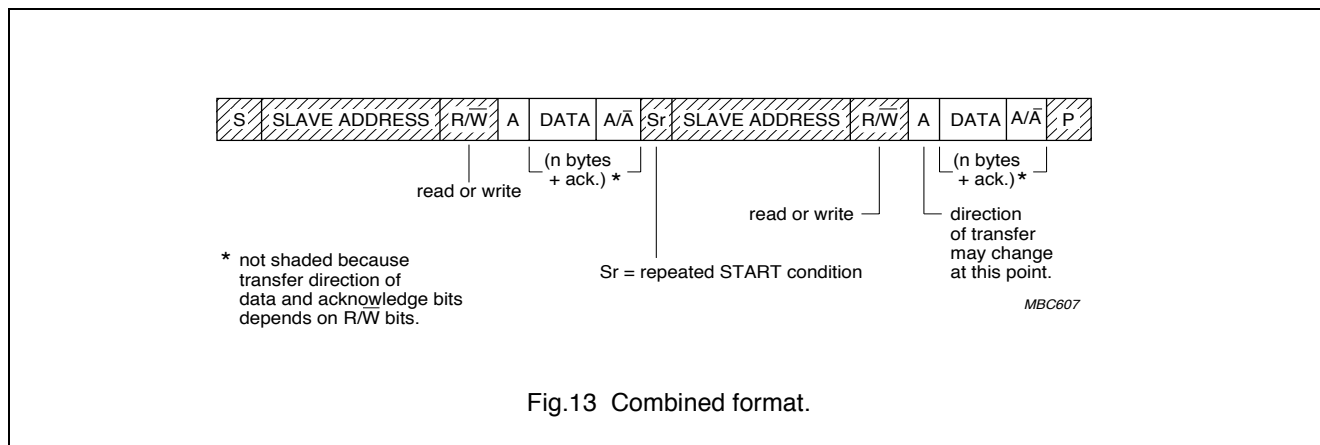 S SLAVE ADDRESS R/W̅ A DATA A/A̅ Sr SLAVE ADDRESS R/W̅ A DATA A/A̅ P
(n bytes
+ ack.) *
(n bytes
+ ack.) *
read or write
read or write
direction
of transfer
may change
at this point.
* not shaded because
transfer direction of
data and acknowledge bits
depends on R/W̅ bits.
Sr = repeated START condition
MBC607
Fig.13 Combined format.